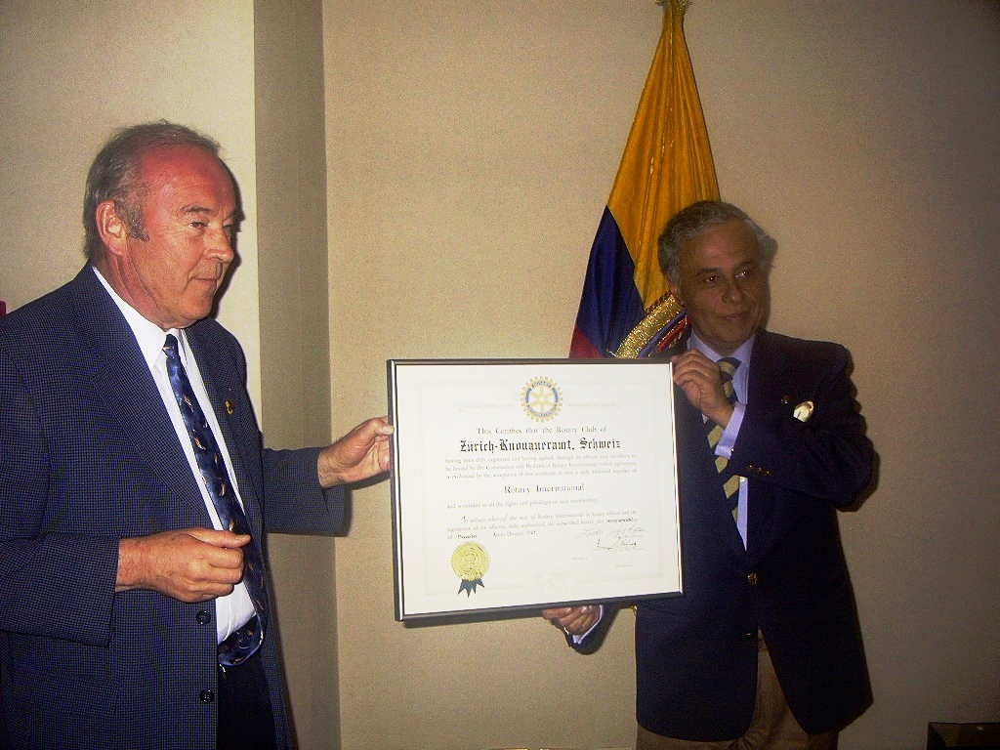 This Certifies that the Rotary Club of
Zurich-Knonaueramt, Schweiz
having been duly organized and having agreed, through its officers and members, to
be bound by the Constitution and By-Laws of Rotary International, which agreement
is evidenced by the acceptance of this certificate, is now a duly admitted member of
Rotary International
and is entitled to all the rights and privileges of such membership.
In witness whereof the seal of Rotary International is hereto affixed and the
signatures of its officers, duly authorized, are subscribed hereto, this
of December Anno Domini